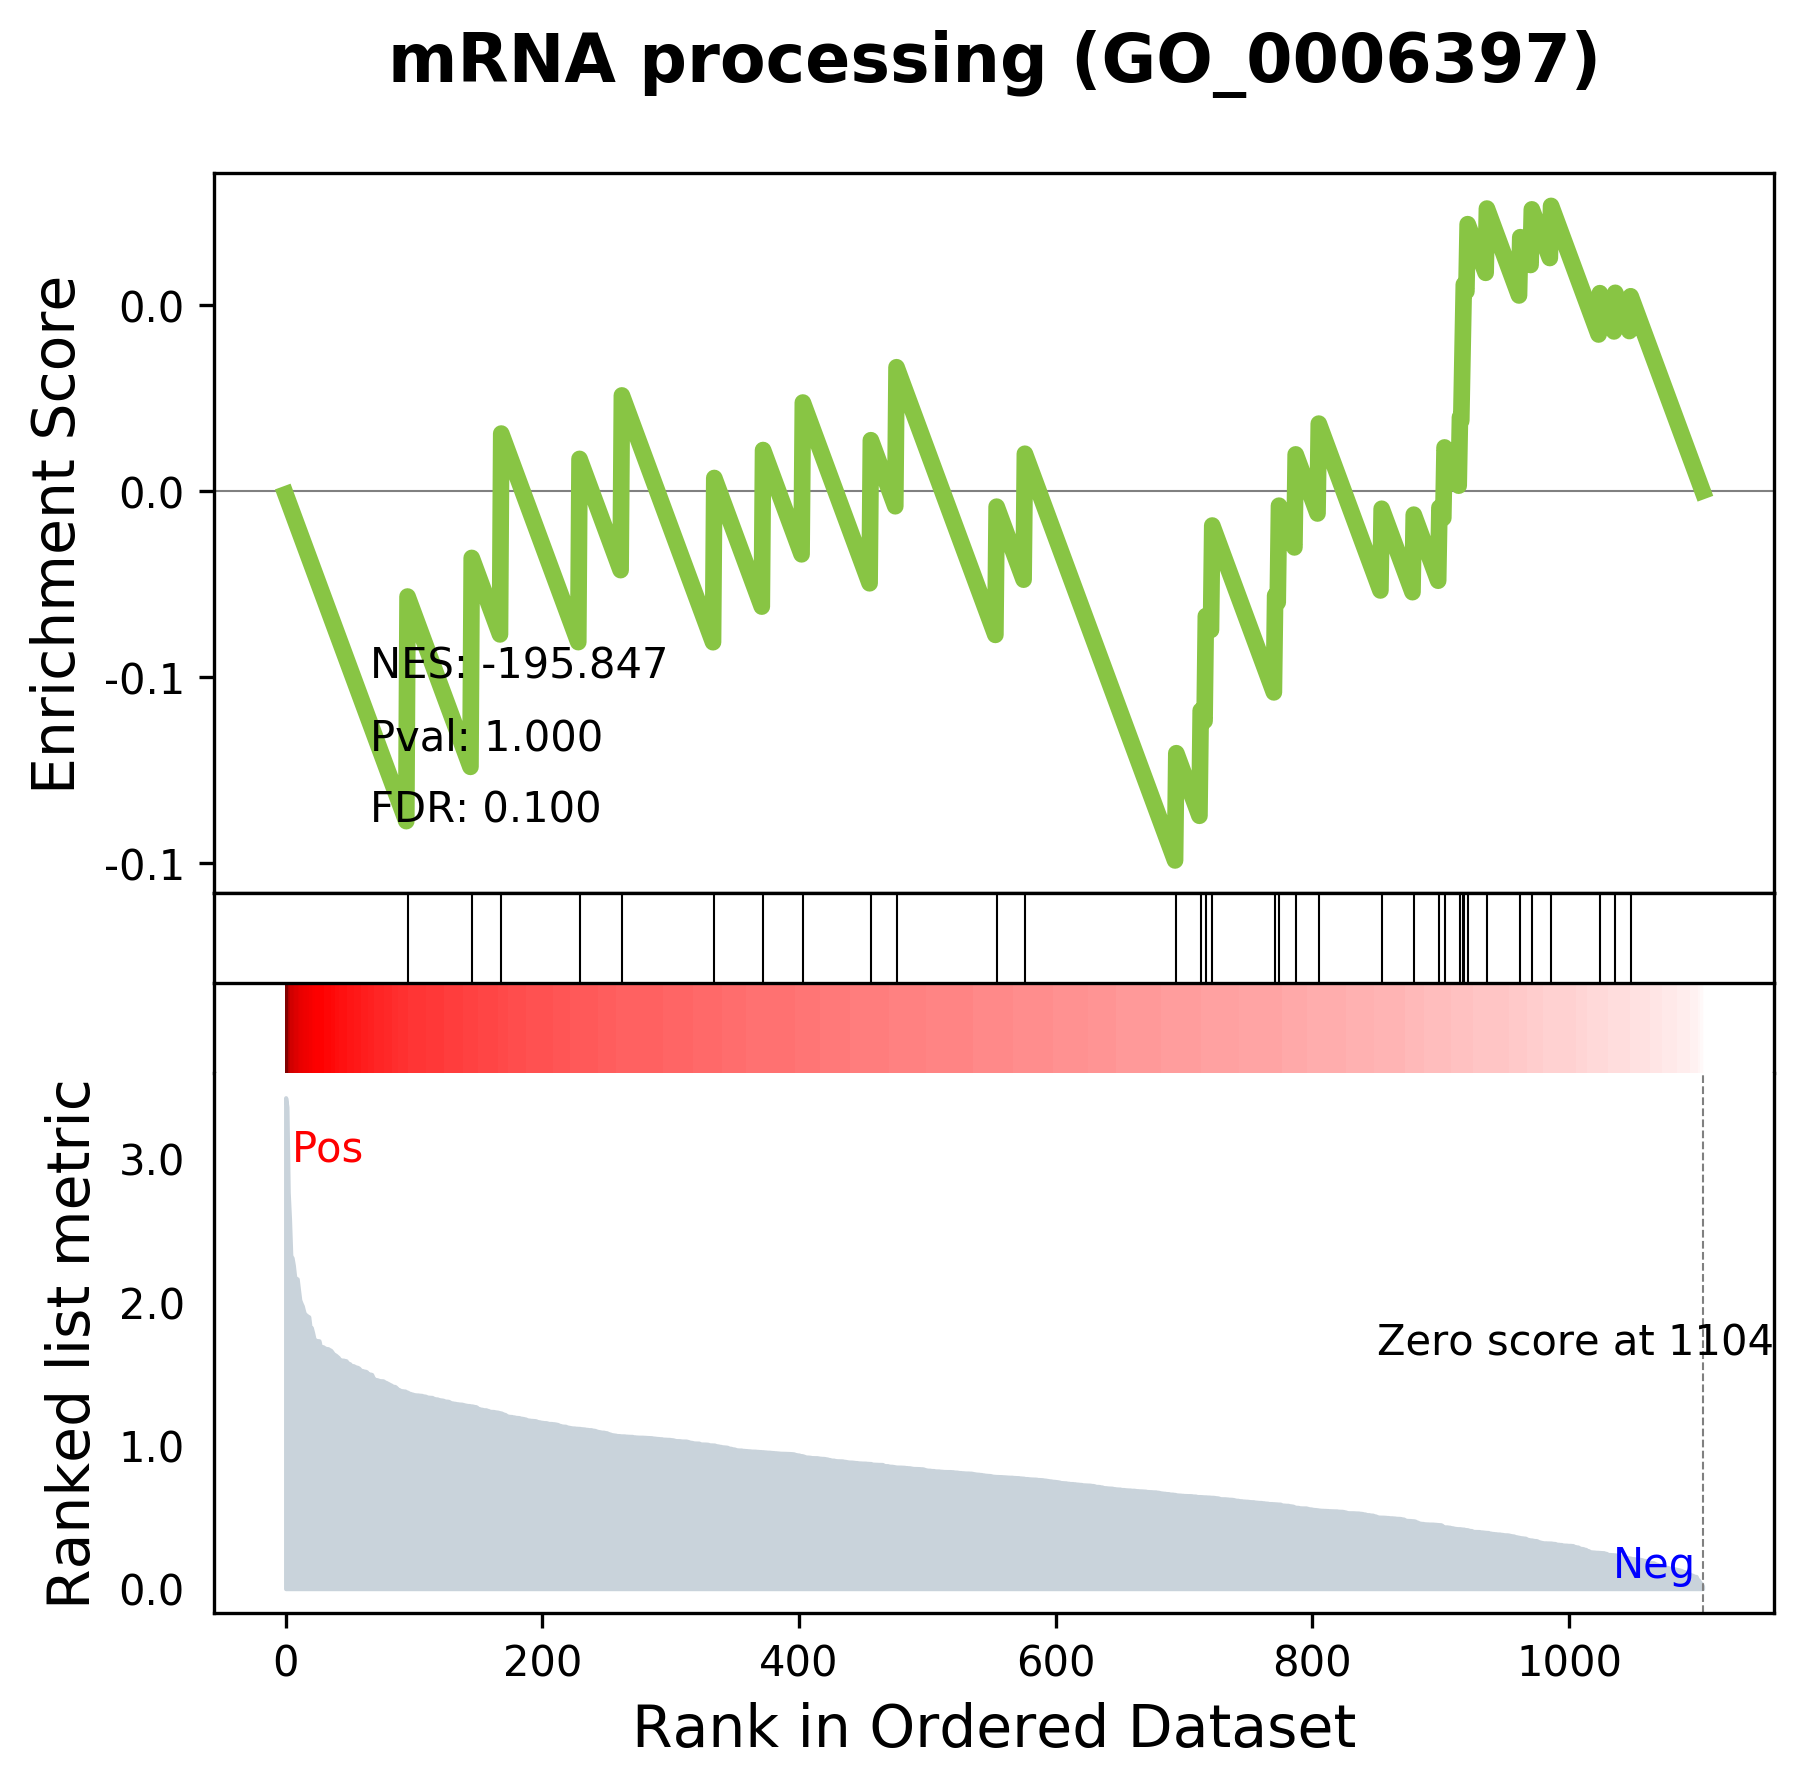 mRNA processing (GO_0006397)
Enrichment Score
0.0
0.0
-0.1
-0.1
NES: -195.847
Pval: 1.000
FDR: 0.100
Ranked list metric
3.0
2.0
1.0
0.0
Pos
Zero score at 1104
Neg
0 200 400 600 800 1000
Rank in Ordered Dataset